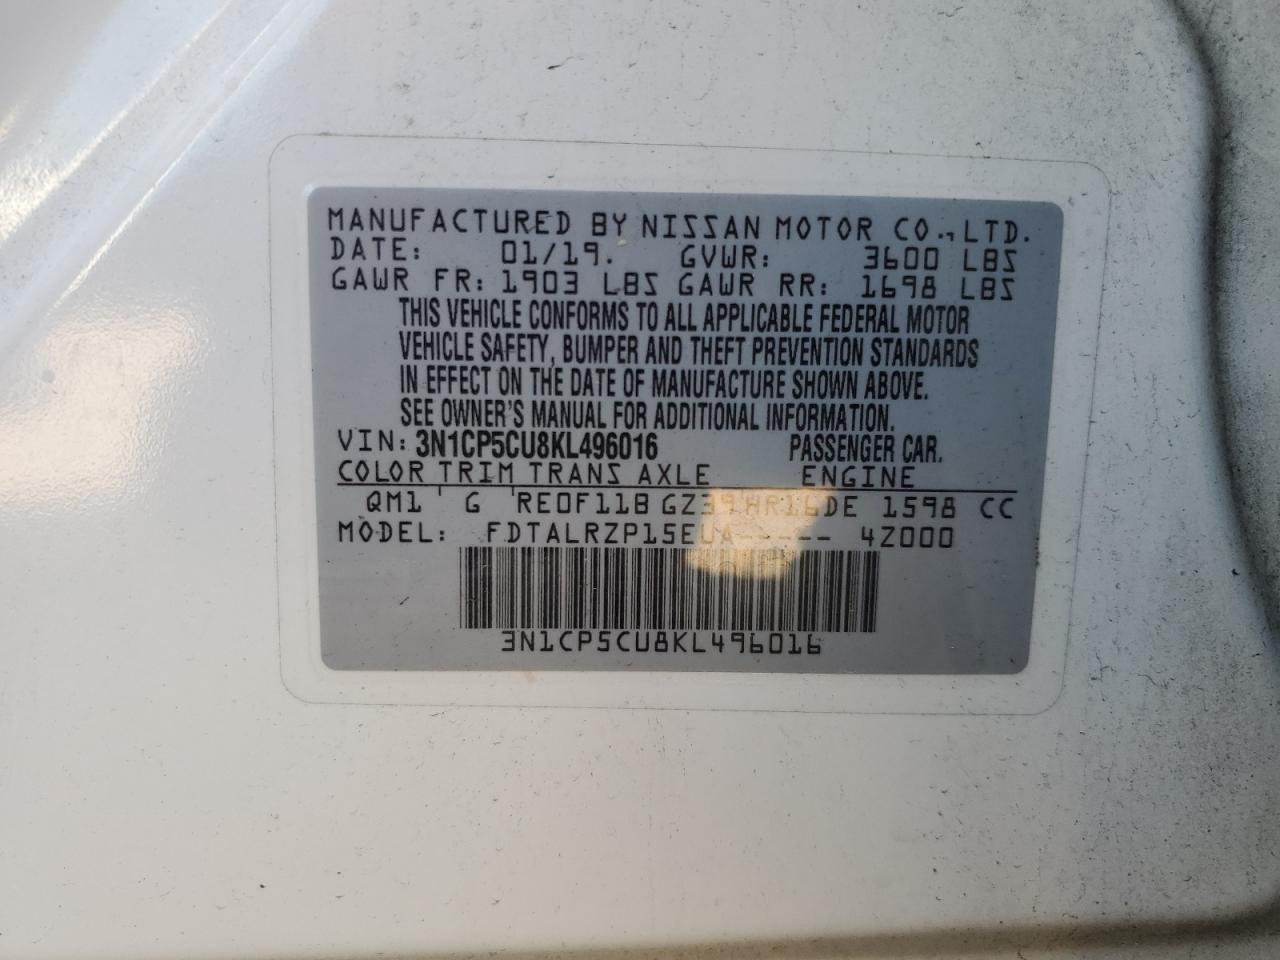 MANUFACTURED BY NISSAN MOTOR CO., LTD.
DATE: 01/19. GVWR: 3600 LBS
GAWR FR: 1903 LBS GAWR RR: 1698 LBS
THIS VEHICLE CONFORMS TO ALL APPLICABLE FEDERAL MOTOR
VEHICLE SAFETY, BUMPER AND THEFT PREVENTION STANDARDS
IN EFFECT ON THE DATE OF MANUFACTURE SHOWN ABOVE.
SEE OWNER'S MANUAL FOR ADDITIONAL INFORMATION.
VIN: 3N1CP5CU8KL496016 PASSENGER CAR.
COLOR TRIM TRANS AXLE ENGINE
QM1 G RE0F11B GZ39 HR16DE 1598 CC
MODEL: FDTALRZP15EUA----- 4Z000
3N1CP5CU8KL496016